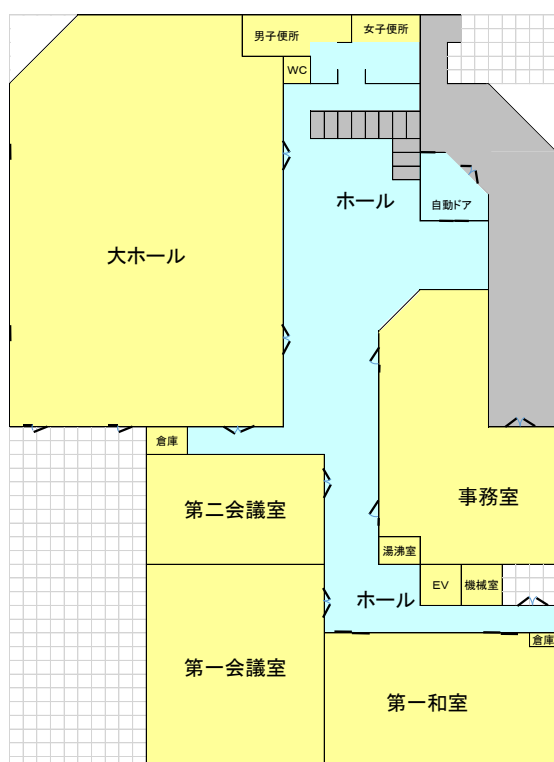 男子便所
女子便所
WC
ホール
自動ドア
大ホール
倉庫
第二会議室
事務室
湯沸室
EV
機械室
ホール
倉庫
第一会議室
第一和室